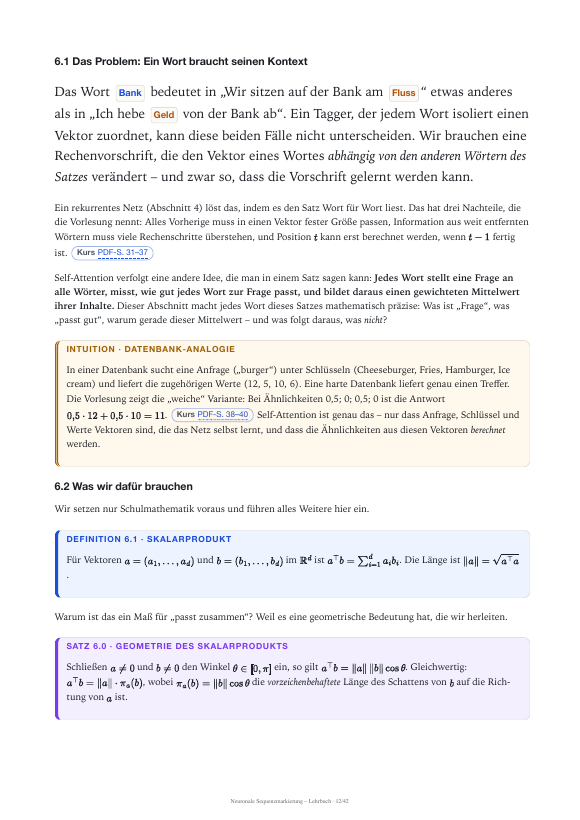 6.1 Das Problem: Ein Wort braucht seinen Kontext
Das Wort Bank bedeutet in „Wir sitzen auf der Bank am Fluss“ etwas anderes
als in „Ich hebe Geld von der Bank ab“. Ein Tagger, der jedem Wort isoliert einen
Vektor zuordnet, kann diese beiden Fälle nicht unterscheiden. Wir brauchen eine
Rechenvorschrift, die den Vektor eines Wortes abhängig von den anderen Wörtern des
Satzes verändert – und zwar so, dass die Vorschrift gelernt werden kann.
Ein rekurrentes Netz (Abschnitt 4) löst das, indem es den Satz Wort für Wort liest. Das hat drei Nachteile, die
die Vorlesung nennt: Alles Vorherige muss in einen Vektor fester Größe passen, Information aus weit entfernten
Wörtern muss viele Rechenschritte überstehen, und Position t kann erst berechnet werden, wenn t − 1 fertig
ist. Kurs PDF-S. 31–37
Self-Attention verfolgt eine andere Idee, die man in einem Satz sagen kann: Jedes Wort stellt eine Frage an
alle Wörter, misst, wie gut jedes Wort zur Frage passt, und bildet daraus einen gewichteten Mittelwert
ihrer Inhalte. Dieser Abschnitt macht jedes Wort dieses Satzes mathematisch präzise: Was ist „Frage“, was
„passt gut“, warum gerade dieser Mittelwert – und was folgt daraus, was nicht?
INTUITION · DATENBANK-ANALOGIE
In einer Datenbank sucht eine Anfrage („burger“) unter Schlüsseln (Cheeseburger, Fries, Hamburger, Ice
cream) und liefert die zugehörigen Werte (12, 5, 10, 6). Eine harte Datenbank liefert genau einen Treffer.
Die Vorlesung zeigt die „weiche“ Variante: Bei Ähnlichkeiten 0,5; 0; 0,5; 0 ist die Antwort
0,5 · 12 + 0,5 · 10 = 11. Kurs PDF-S. 38–40 Self-Attention ist genau das – nur dass Anfrage, Schlüssel und
Werte Vektoren sind, die das Netz selbst lernt, und dass die Ähnlichkeiten aus diesen Vektoren berechnet
werden.
6.2 Was wir dafür brauchen
Wir setzen nur Schulmathematik voraus und führen alles Weitere hier ein.
DEFINITION 6.1 · SKALARPRODUKT
Für Vektoren a = (a₁, . . . , a_d) und b = (b₁, . . . , b_d) im ℝ^d ist a^⊤b = ∑_{i=1}^d a_i b_i. Die Länge ist ‖a‖ = √(a^⊤a)
.
Warum ist das ein Maß für „passt zusammen“? Weil es eine geometrische Bedeutung hat, die wir herleiten.
SATZ 6.0 · GEOMETRIE DES SKALARPRODUKTS
Schließen a ≠ 0 und b ≠ 0 den Winkel θ ∈ [0, π] ein, so gilt a^⊤b = ‖a‖ ‖b‖ cos θ. Gleichwertig:
a^⊤b = ‖a‖ · π_a(b), wobei π_a(b) = ‖b‖ cos θ die vorzeichenbehaftete Länge des Schattens von b auf die Rich-
tung von a ist.
Neuronale Sequenzmarkierung – Lehrbuch · 12/42